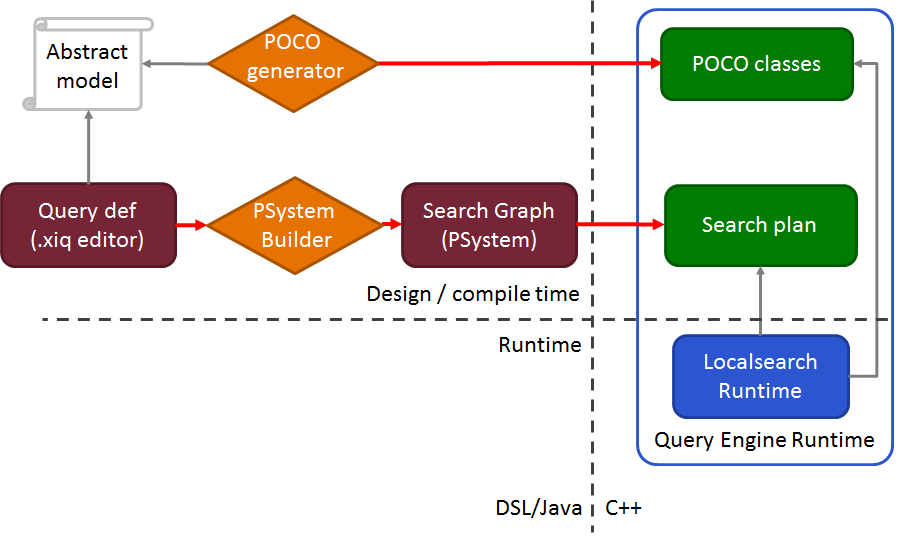 Abstract
model
POCO
generator
POCO classes
Query def
(.xiq editor)
PSystem
Builder
Search Graph
(PSystem)
Search plan
Design / compile time
Runtime
Localsearch
Runtime
Query Engine Runtime
DSL/Java
C++